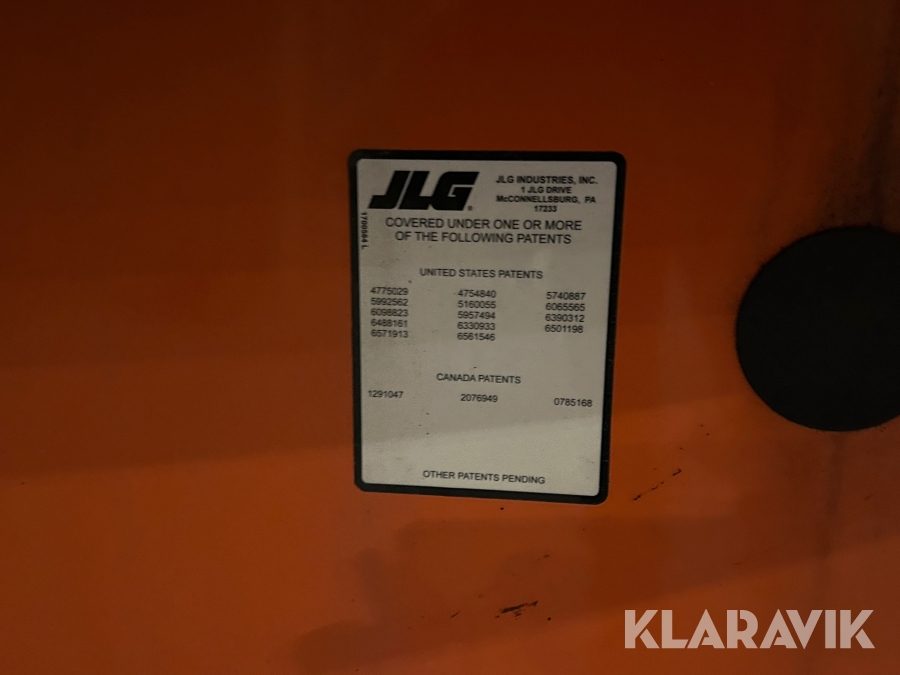 JLG®
JLG INDUSTRIES, INC.
1 JLG DRIVE
McCONNELLSBURG, PA
17233
1700584 L
COVERED UNDER ONE OR MORE
OF THE FOLLOWING PATENTS
UNITED STATES PATENTS
4775029 4754840 5740887
5992562 5160055 6065565
6098823 5957494 6390312
6488161 6330933 6501198
6571913 6561546
CANADA PATENTS
1291047 2076949 0785168
OTHER PATENTS PENDING
KLARAVIK